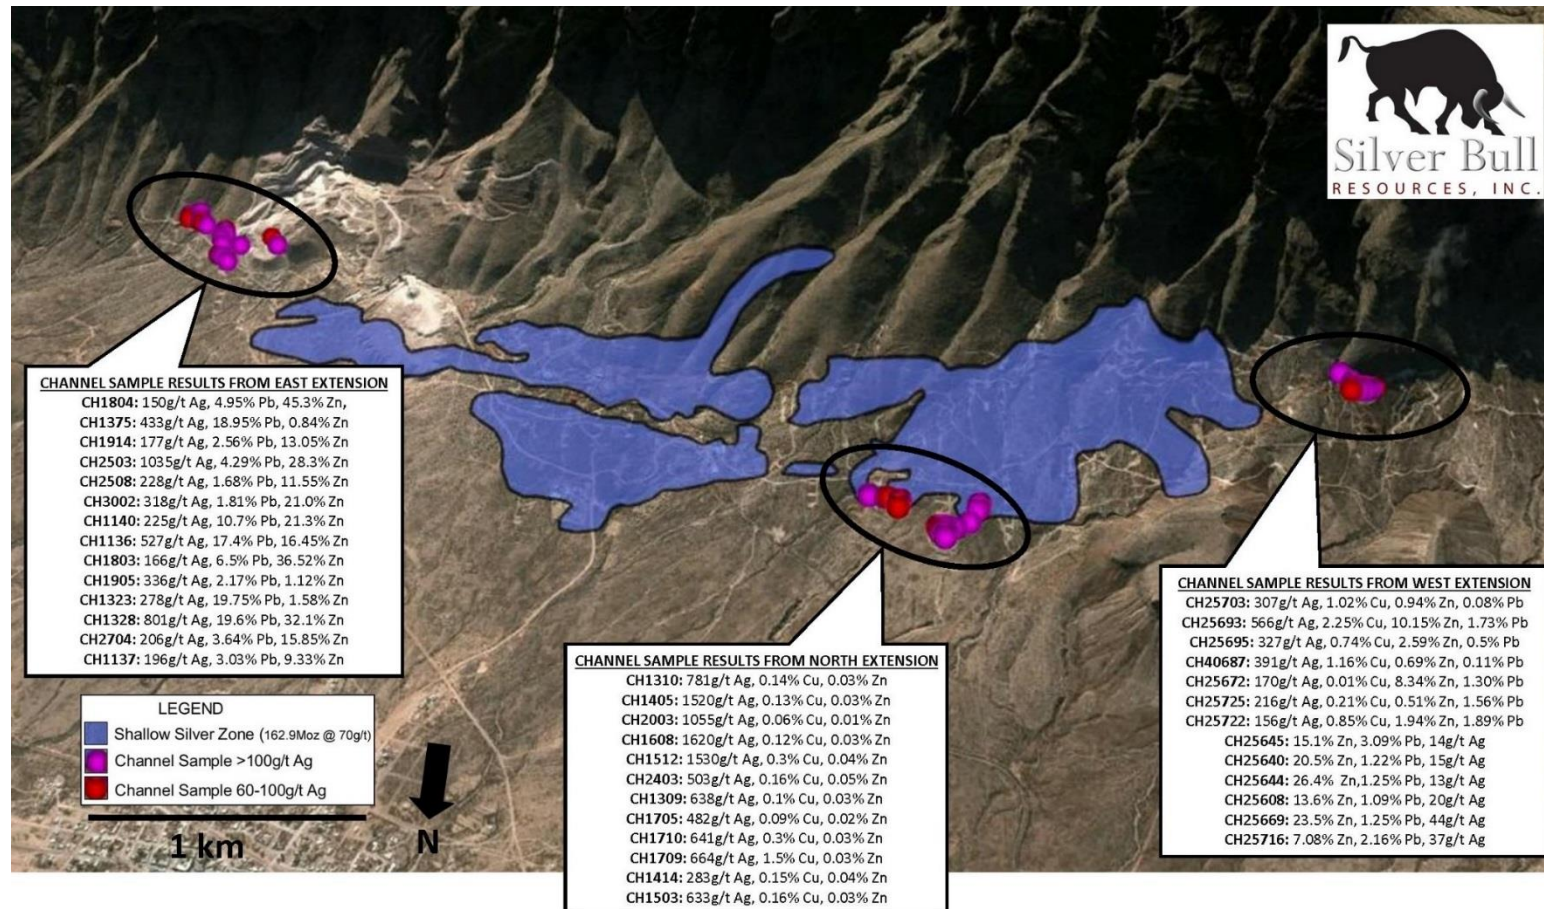 Silver Bull
RESOURCES, INC.
CHANNEL SAMPLE RESULTS FROM EAST EXTENSION
CH1804: 150g/t Ag, 4.95% Pb, 45.3% Zn,
CH1375: 433g/t Ag, 18.95% Pb, 0.84% Zn
CH1914: 177g/t Ag, 2.56% Pb, 13.05% Zn
CH2503: 1035g/t Ag, 4.29% Pb, 28.3% Zn
CH2508: 228g/t Ag, 1.68% Pb, 11.55% Zn
CH3002: 318g/t Ag, 1.81% Pb, 21.0% Zn
CH1140: 225g/t Ag, 10.7% Pb, 21.3% Zn
CH1136: 527g/t Ag, 17.4% Pb, 16.45% Zn
CH1803: 166g/t Ag, 6.5% Pb, 36.52% Zn
CH1905: 336g/t Ag, 2.17% Pb, 1.12% Zn
CH1323: 278g/t Ag, 19.75% Pb, 1.58% Zn
CH1328: 801g/t Ag, 19.6% Pb, 32.1% Zn
CH2704: 206g/t Ag, 3.64% Pb, 15.85% Zn
CH1137: 196g/t Ag, 3.03% Pb, 9.33% Zn
LEGEND
Shallow Silver Zone (162.9Moz @ 70g/t)
Channel Sample >100g/t Ag
Channel Sample 60-100g/t Ag
1 km
N
CHANNEL SAMPLE RESULTS FROM NORTH EXTENSION
CH1310: 781g/t Ag, 0.14% Cu, 0.03% Zn
CH1405: 1520g/t Ag, 0.13% Cu, 0.03% Zn
CH2003: 1055g/t Ag, 0.06% Cu, 0.01% Zn
CH1608: 1620g/t Ag, 0.12% Cu, 0.03% Zn
CH1512: 1530g/t Ag, 0.3% Cu, 0.04% Zn
CH2403: 503g/t Ag, 0.16% Cu, 0.05% Zn
CH1309: 638g/t Ag, 0.1% Cu, 0.03% Zn
CH1705: 482g/t Ag, 0.09% Cu, 0.02% Zn
CH1710: 641g/t Ag, 0.3% Cu, 0.03% Zn
CH1709: 664g/t Ag, 1.5% Cu, 0.03% Zn
CH1414: 283g/t Ag, 0.15% Cu, 0.04% Zn
CH1503: 633g/t Ag, 0.16% Cu, 0.03% Zn
CHANNEL SAMPLE RESULTS FROM WEST EXTENSION
CH25703: 307g/t Ag, 1.02% Cu, 0.94% Zn, 0.08% Pb
CH25693: 566g/t Ag, 2.25% Cu, 10.15% Zn, 1.73% Pb
CH25695: 327g/t Ag, 0.74% Cu, 2.59% Zn, 0.5% Pb
CH40687: 391g/t Ag, 1.16% Cu, 0.69% Zn, 0.11% Pb
CH25672: 170g/t Ag, 0.01% Cu, 8.34% Zn, 1.30% Pb
CH25725: 216g/t Ag, 0.21% Cu, 0.51% Zn, 1.56% Pb
CH25722: 156g/t Ag, 0.85% Cu, 1.94% Zn, 1.89% Pb
CH25645: 15.1% Zn, 3.09% Pb, 14g/t Ag
CH25640: 20.5% Zn, 1.22% Pb, 15g/t Ag
CH25644: 26.4% Zn,1.25% Pb, 13g/t Ag
CH25608: 13.6% Zn, 1.09% Pb, 20g/t Ag
CH25669: 23.5% Zn, 1.25% Pb, 44g/t Ag
CH25716: 7.08% Zn, 2.16% Pb, 37g/t Ag